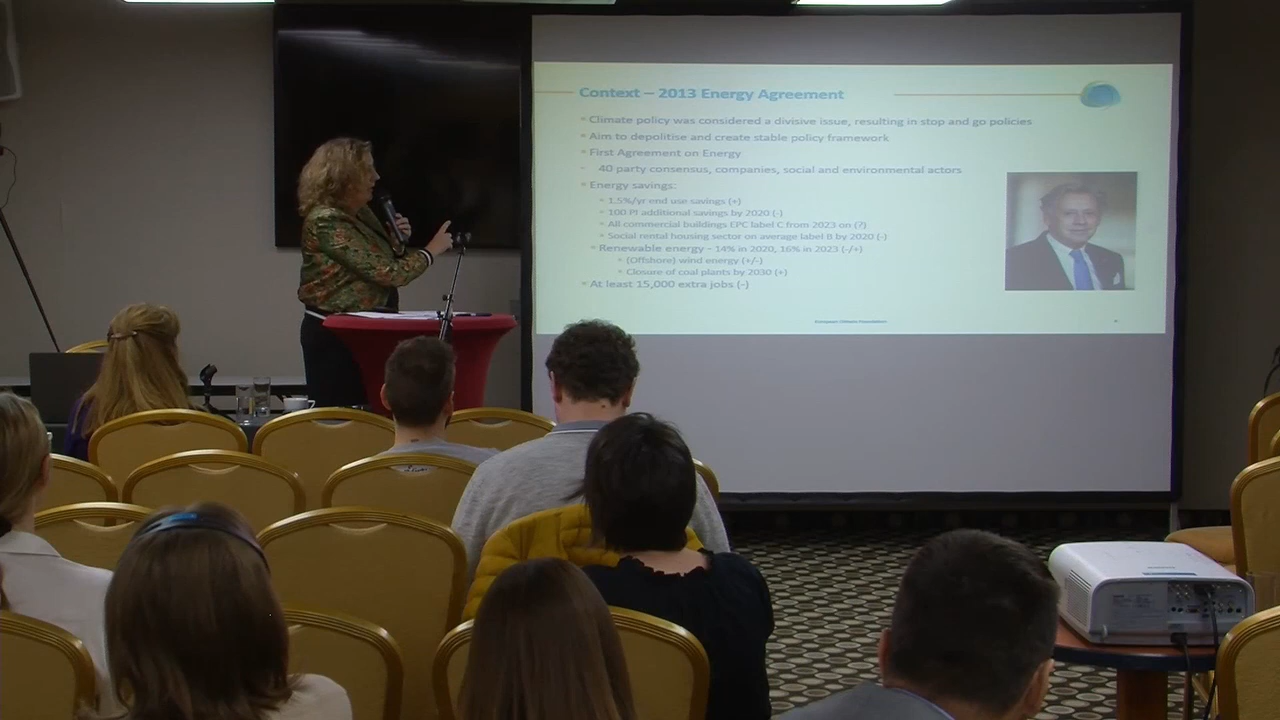 Context – 2013 Energy Agreement
Climate policy was considered a divisive issue, resulting in stop and go policies
Aim to depolitise and create stable policy framework
First Agreement on Energy
- 40 party consensus, companies, social and environmental actors
Energy savings:
1.5%/yr end use savings (+)
100 PJ additional savings by 2020 (-)
All commercial buildings EPC label C from 2023 on (?)
Social rental housing sector on average label B by 2020 (-)
Renewable energy - 14% in 2020, 16% in 2023 (-/+)
(Offshore) wind energy (+/-)
Closure of coal plants by 2030 (+)
At least 15,000 extra jobs (-)
European Climate Foundation